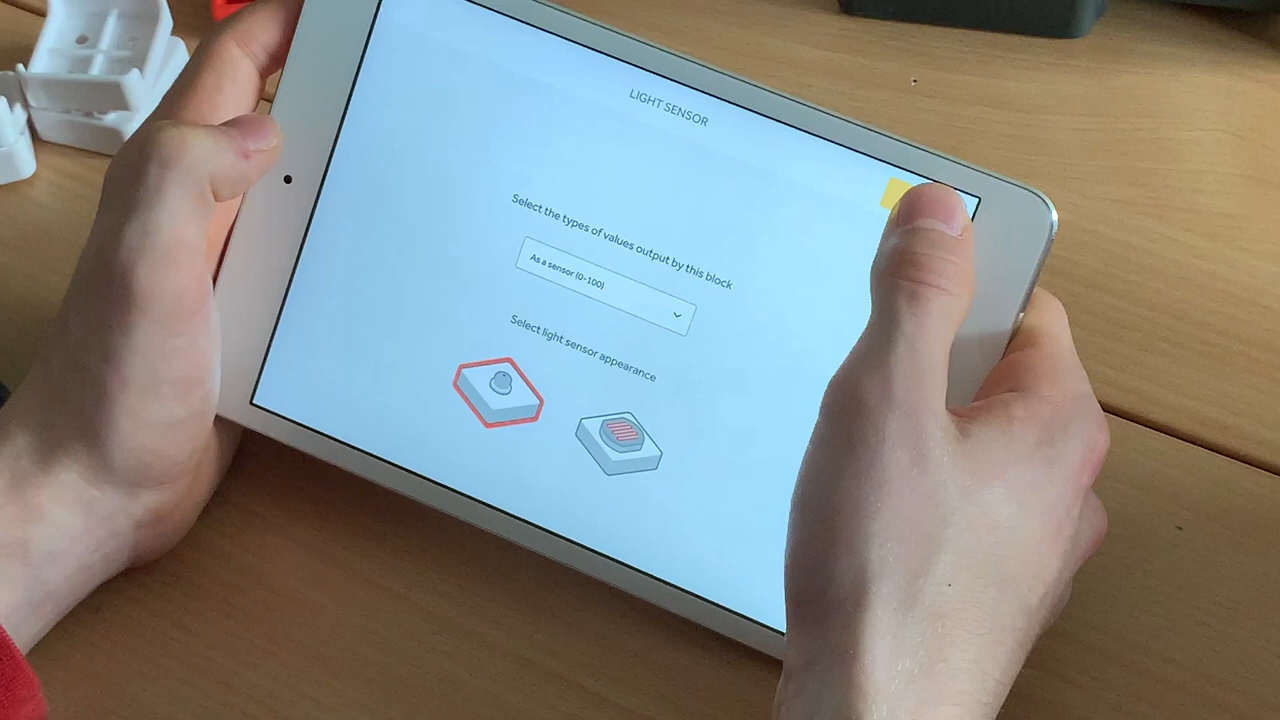 LIGHT SENSOR
Select the types of values output by this block
As a sensor (0-100)
Select light sensor appearance